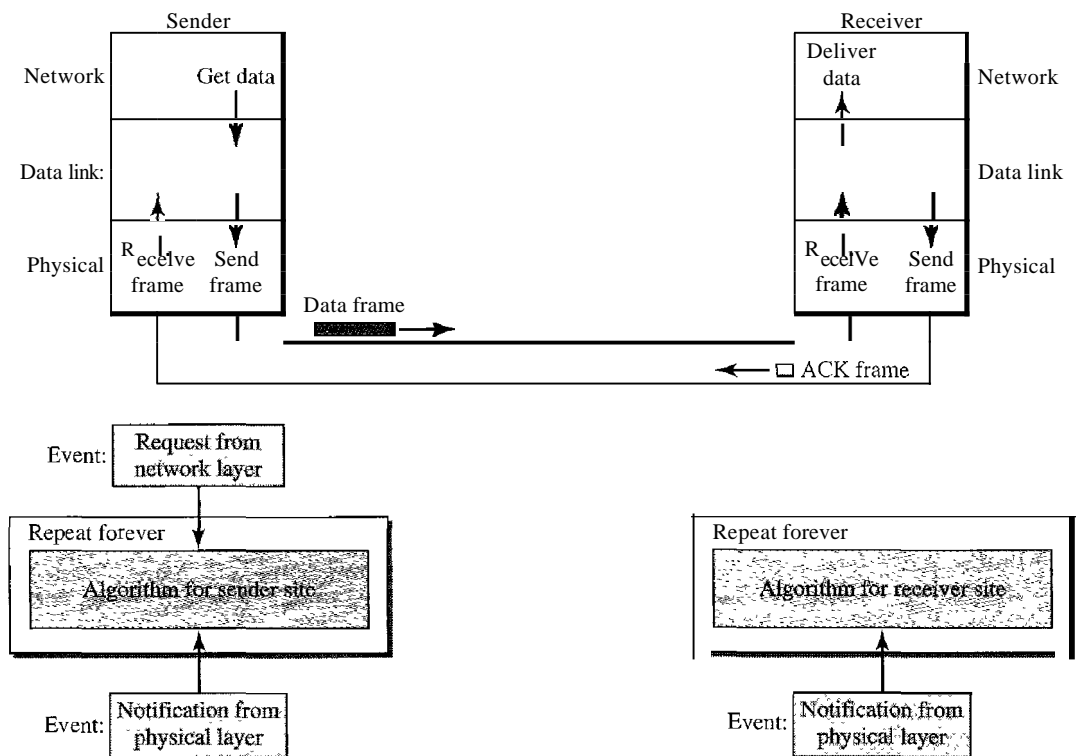 Sender
Receiver
Network
Get data
Deliver
data
Network
Data link:
Data link
Physical
Receive
frame
Send
frame
ReceiVe
frame
Send
frame
Physical
Data frame
ACK frame
Event:
Request from
network layer
Repeat forever
Algorithm for sender site
Repeat forever
Algorithm for receiver site
Event:
Notification from
physical layer
Event:
Notification from
physical layer